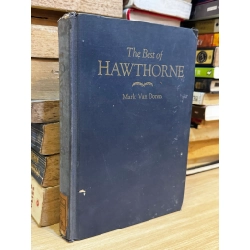 The Best of
HAWTHORNE
Mark Van Doren